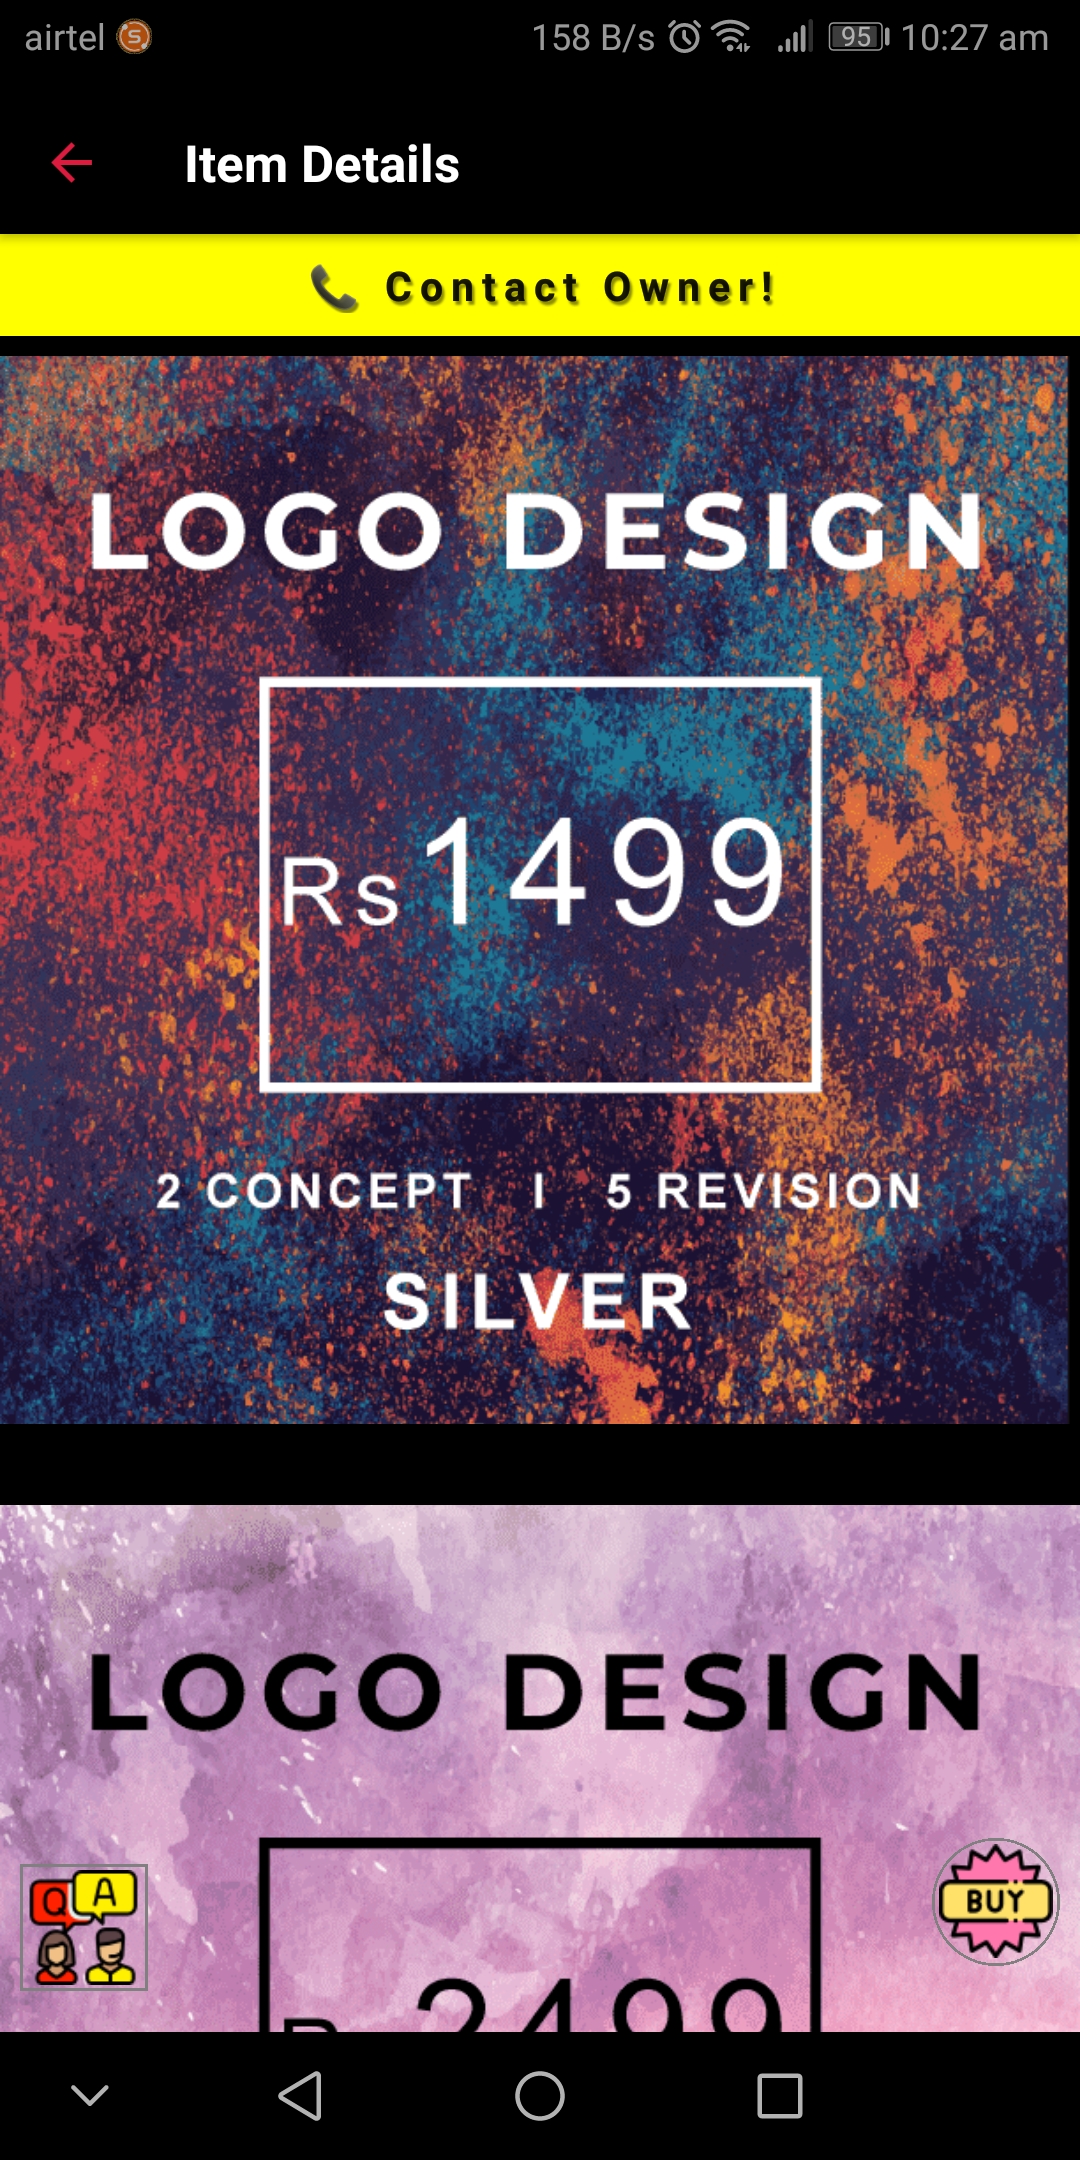 airtel
158 B/s 95 10:27 am
Item Details
Contact Owner!
LOGO DESIGN
Rs 1499
2 CONCEPT | 5 REVISION
SILVER
LOGO DESIGN
Q A
BUY
2499